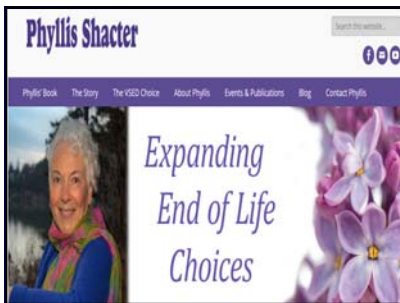 Phyllis Shacter
Search this website...
Phyllis' Book The Story The VSED Choice About Phyllis Events & Publications Blog Contact Phyllis
Expanding
End of Life
Choices